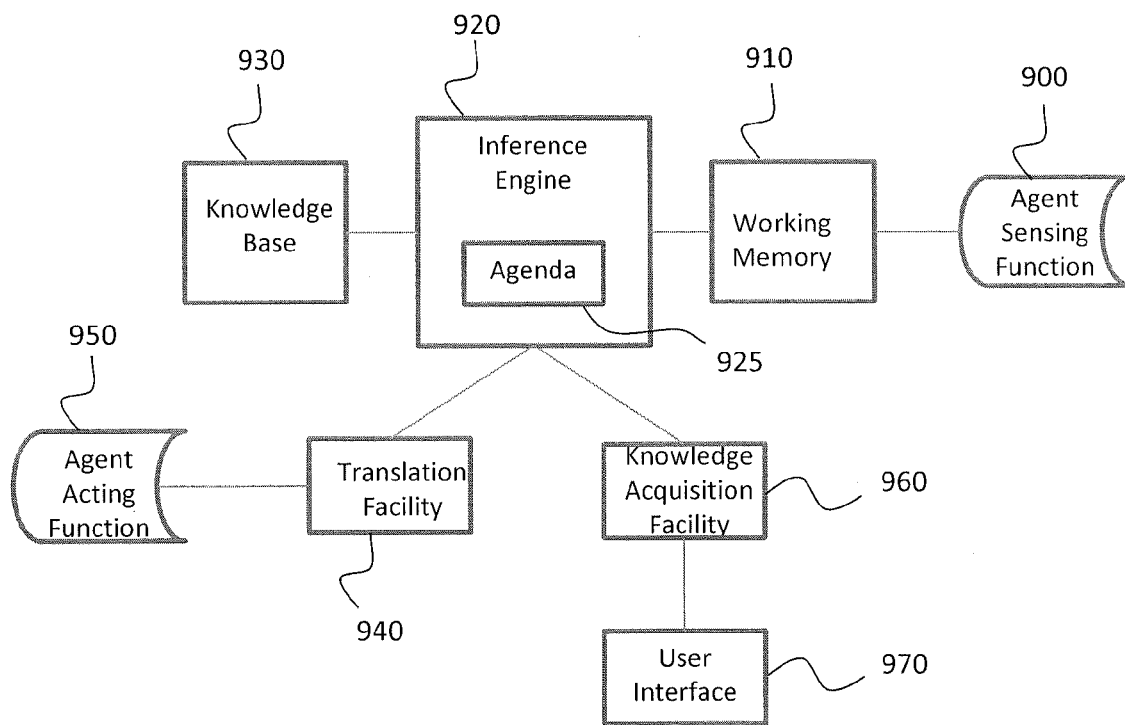 920
930
910
900
Inference
Engine
Knowledge
Base
Working
Memory
Agent
Sensing
Function
Agenda
950
925
Agent
Acting
Function
Translation
Facility
Knowledge
Acquisition
Facility
960
940
User
Interface
970